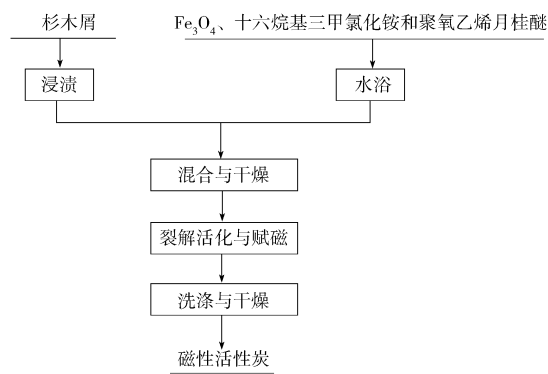 杉木屑
Fe₃O₄、十六烷基三甲氯化铵和聚氧乙烯月桂醚
浸渍
水浴
混合与干燥
裂解活化与赋磁
洗涤与干燥
磁性活性炭